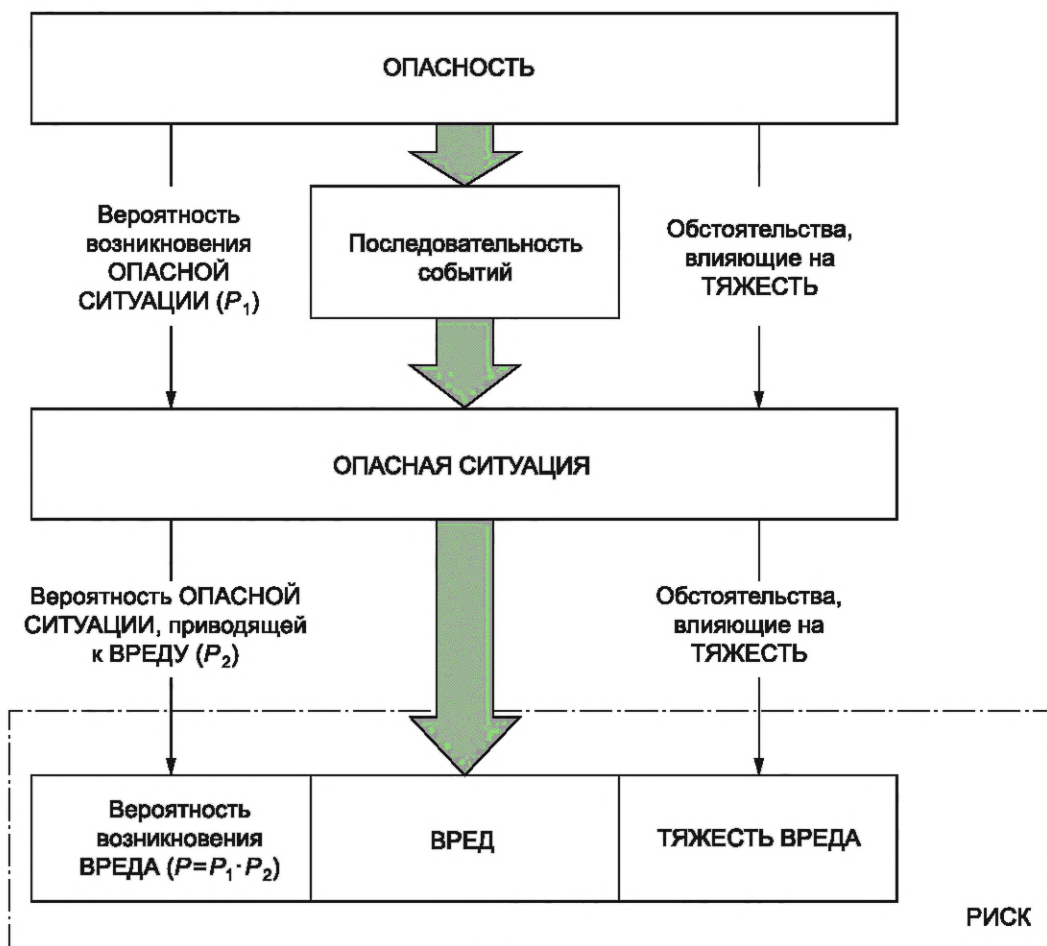 ОПАСНОСТЬ
Вероятность
возникновения
ОПАСНОЙ
СИТУАЦИИ (P₁)
Последовательность
событий
Обстоятельства,
влияющие на
ТЯЖЕСТЬ
ОПАСНАЯ СИТУАЦИЯ
Вероятность ОПАСНОЙ
СИТУАЦИИ, приводящей
к ВРЕДУ (P₂)
Обстоятельства,
влияющие на
ТЯЖЕСТЬ
Вероятность
возникновения
ВРЕДА (P=P₁·P₂)
ВРЕД
ТЯЖЕСТЬ ВРЕДА
РИСК